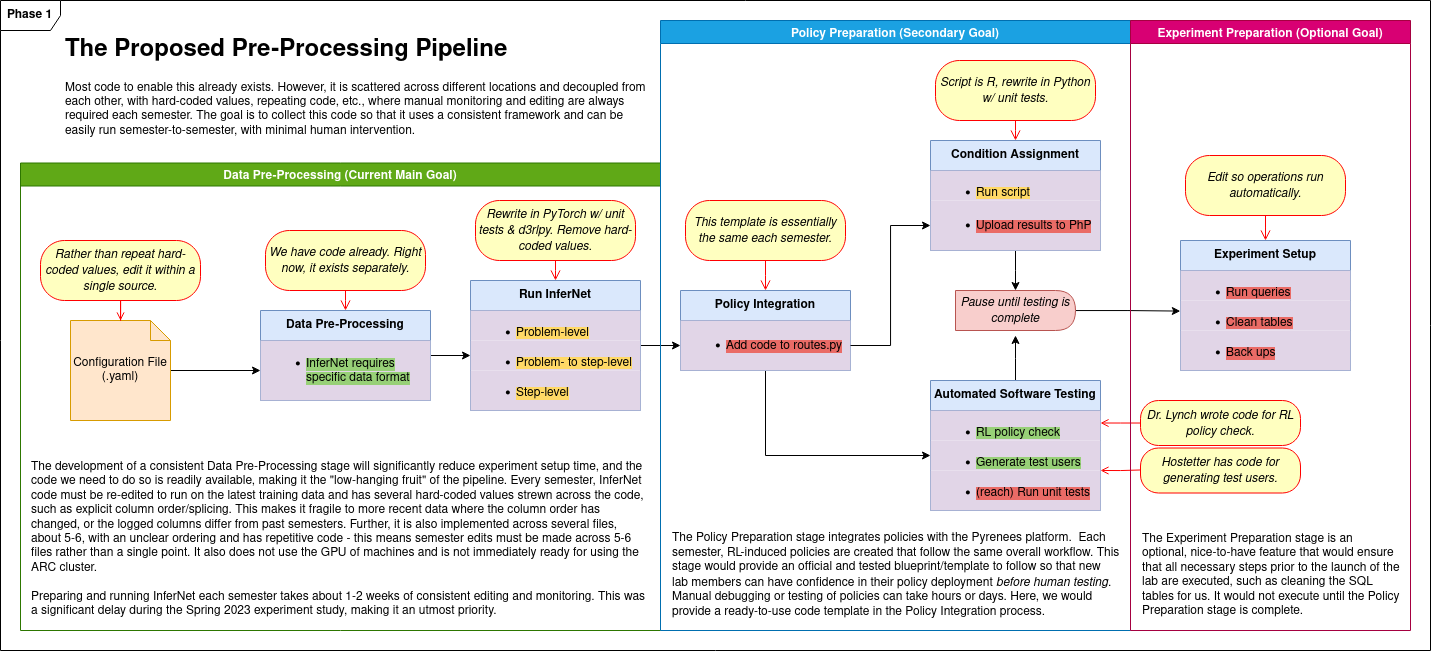 Phase 1
The Proposed Pre-Processing Pipeline
Most code to enable this already exists. However, it is scattered across different locations and decoupled from
each other, with hard-coded values, repeating code, etc., where manual monitoring and editing are always
required each semester. The goal is to collect this code so that it uses a consistent framework and can be
easily run semester-to-semester, with minimal human intervention.
Data Pre-Processing (Current Main Goal)
Rather than repeat hard-
coded values, edit it within a
single source.
Configuration File
(.yaml)
We have code already. Right
now, it exists separately.
Data Pre-Processing
• InferNet requires
specific data format
Rewrite in PyTorch w/ unit
tests & d3rlpy. Remove hard-
coded values.
Run InferNet
• Problem-level
• Problem- to step-level
• Step-level
The development of a consistent Data Pre-Processing stage will significantly reduce experiment setup time, and the
code we need to do so is readily available, making it the "low-hanging fruit" of the pipeline. Every semester, InferNet
code must be re-edited to run on the latest training data and has several hard-coded values strewn across the code,
such as explicit column order/splicing. This makes it fragile to more recent data where the column order has
changed, or the logged columns differ from past semesters. Further, it is also implemented across several files,
about 5-6, with an unclear ordering and has repetitive code - this means semester edits must be made across 5-6
files rather than a single point. It also does not use the GPU of machines and is not immediately ready for using the
ARC cluster.
Preparing and running InferNet each semester takes about 1-2 weeks of consistent editing and monitoring. This was
a significant delay during the Spring 2023 experiment study, making it an utmost priority.
Policy Preparation (Secondary Goal)
This template is essentially
the same each semester.
Policy Integration
• Add code to routes.py
Script is R, rewrite in Python
w/ unit tests.
Condition Assignment
• Run script
• Upload results to PhP
Pause until testing is
complete
Automated Software Testing
• RL policy check
• Generate test users
• (reach) Run unit tests
Dr. Lynch wrote code for RL
policy check.
Hostetter has code for
generating test users.
The Policy Preparation stage integrates policies with the Pyrenees platform.  Each
semester, RL-induced policies are created that follow the same overall workflow. This
stage would provide an official and tested blueprint/template to follow so that new
lab members can have confidence in their policy deployment before human testing.
Manual debugging or testing of policies can take hours or days. Here, we would
provide a ready-to-use code template in the Policy Integration process.
Experiment Preparation (Optional Goal)
Edit so operations run
automatically.
Experiment Setup
• Run queries
• Clean tables
• Back ups
The Experiment Preparation stage is an
optional, nice-to-have feature that would ensure
that all necessary steps prior to the launch of the
lab are executed, such as cleaning the SQL
tables for us. It would not execute until the Policy
Preparation stage is complete.